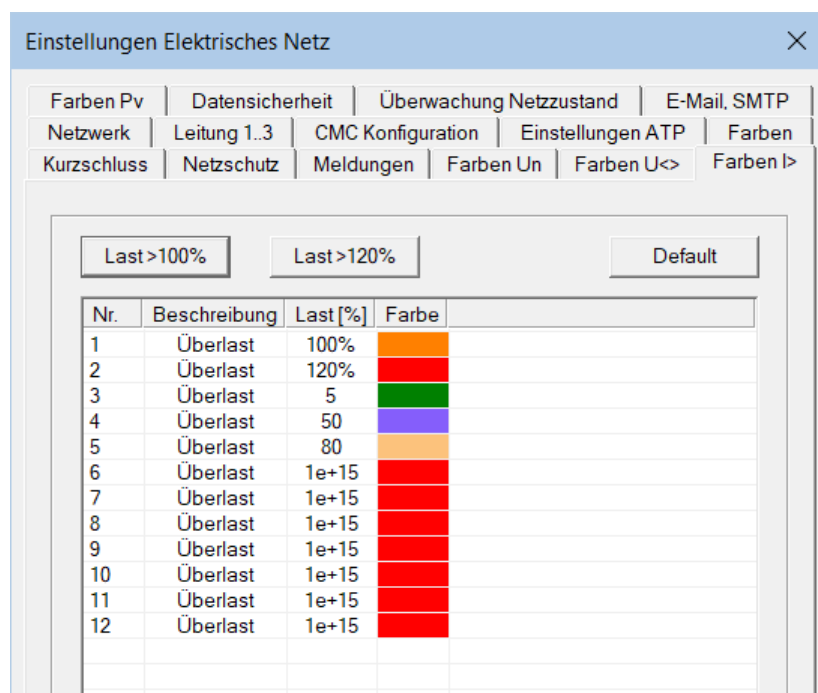 Einstellungen Elektrisches Netz
Farben Pv Datensicherheit Überwachung Netzzustand E-Mail, SMTP
Netzwerk Leitung 1..3 CMC Konfiguration Einstellungen ATP Farben
Kurzschluss Netzschutz Meldungen Farben Un Farben U<> Farben I>
Last>100% Last>120% Default
Nr. Beschreibung Last [%] Farbe
1 Überlast 100%
2 Überlast 120%
3 Überlast 5
4 Überlast 50
5 Überlast 80
6 Überlast 1e+15
7 Überlast 1e+15
8 Überlast 1e+15
9 Überlast 1e+15
10 Überlast 1e+15
11 Überlast 1e+15
12 Überlast 1e+15